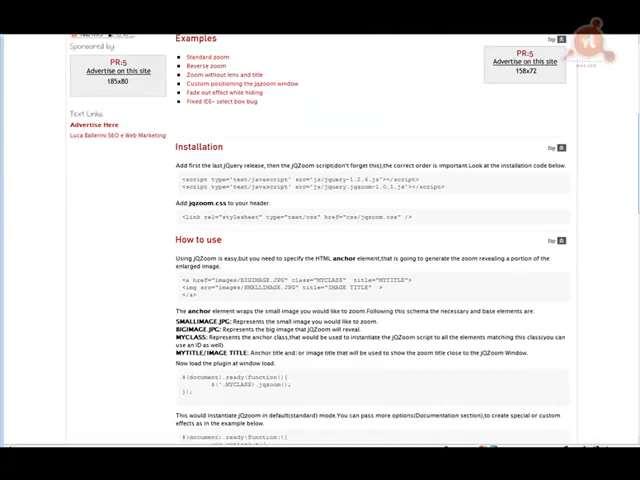 Sponsored by:
PR:5
Advertise on this site
185x80
Text Links:
Advertise Here
Luca Ballerini SEO e Web Marketing
Examples
top
Standard zoom
Reverse zoom
Zoom without lens and title
Custom positioning the jqzoom window
Fade out effect while hiding
Fixed IE6- select box bug
PR:5
Advertise on this site
158x72
Installation
top
Add first the last jQuery release, then the jQZoom script(don't forget this),the correct order is important.Look at the installation code below.
<script type='text/javascript' src='js/jquery-1.2.6.js'></script>
<script type='text/javascript' src='js/jquery.jqzoom-1.0.1.js'></script>
Add jqzoom.css to your header.
<link rel="stylesheet" type="text/css" href="css/jqzoom.css" />
How to use
top
Using jQZoom is easy,but you need to specify the HTML anchor element,that is going to generate the zoom revealing a portion of the
enlarged image.
<a href="images/BIGIMAGE.JPG" class="MYCLASS" title="MYTITLE">
<img src="images/SMALLIMAGE.JPG" title="IMAGE TITLE" >
</a>
The anchor element wraps the small image you would like to zoom.Following this schema the necessary and base elements are:
SMALLIMAGE.JPG: Represents the small image you would like to zoom.
BIGIMAGE.JPG: Represents the big image that jQZoom will reveal.
MYCLASS: Represents the anchor class,that would be used to instantiate the jQZoom script to all the elements matching this class(you can
use an ID as well).
MYTITLE/IMAGE TITLE: Anchor title and/or image title that will be used to show the zoom title close to the jQZoom Window.
Now load the plugin at window load.
$(document).ready(function(){
$('.MYCLASS').jqzoom();
});
This would instantiate jQZoom in default(standard) mode.You can pass more options(Documentation section),to create special or custom
effects as in the example below.
$(document).ready(function(){